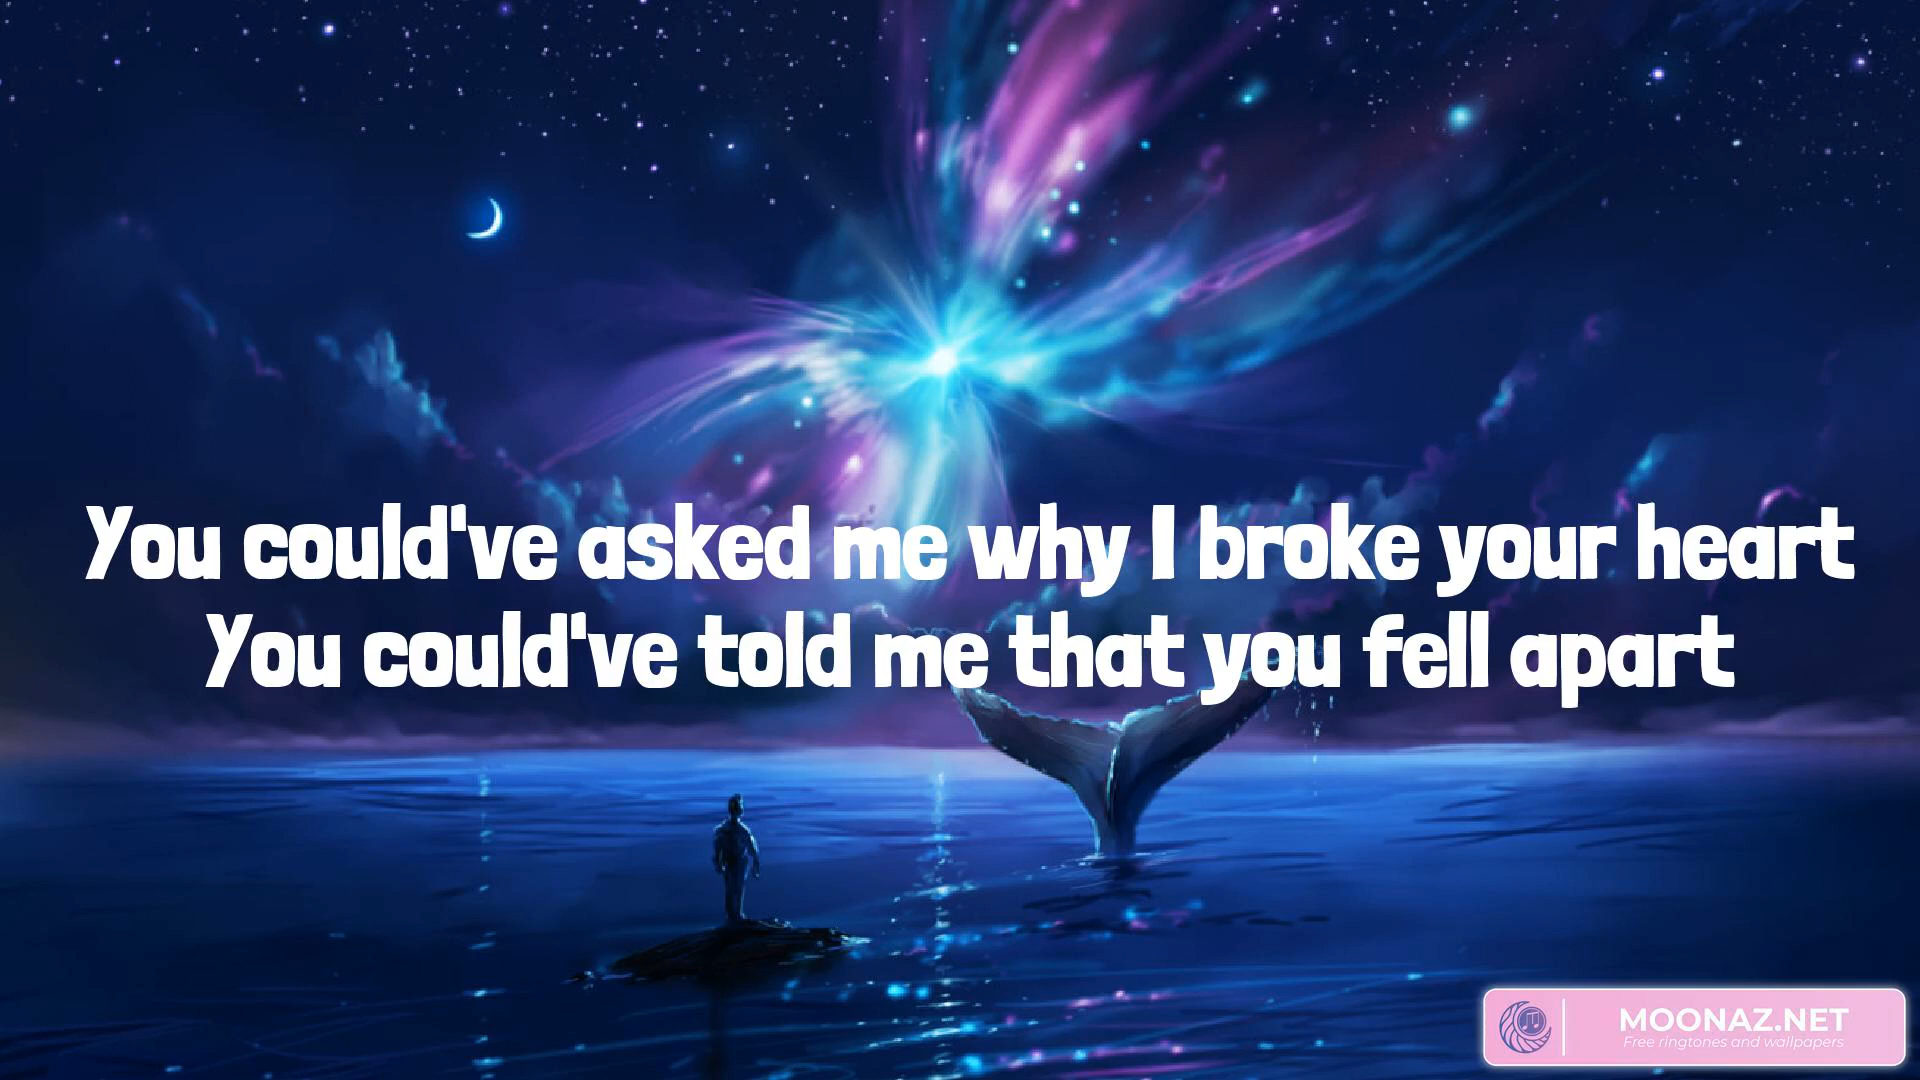 You could've asked me why I broke your heart
You could've told me that you fell apart
MOONAZ.NET
Free ringtones and wallpapers